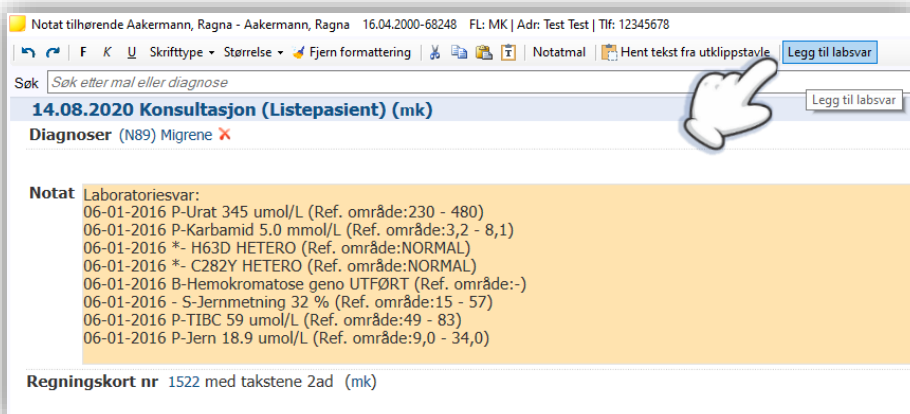 Notat tilhørende Aakermann, Ragna - Aakermann, Ragna 16.04.2000-68248 FL: MK | Adr: Test Test | Tlf: 12345678
F K U Skrifttype Størrelse Fjern formattering T Notatmal Hent tekst fra utklippstavle Legg til labsvar
Søk Søk etter mal eller diagnose
Legg til labsvar
14.08.2020 Konsultasjon (Listepasient) (mk)
Diagnoser (N89) Migrene
Notat Laboratoriesvar:
06-01-2016 P-Urat 345 umol/L (Ref. område:230 - 480)
06-01-2016 P-Karbamid 5.0 mmol/L (Ref. område:3,2 - 8,1)
06-01-2016 *- H63D HETERO (Ref. område:NORMAL)
06-01-2016 *- C282Y HETERO (Ref. område:NORMAL)
06-01-2016 B-Hemokromatose geno UTFØRT (Ref. område:-)
06-01-2016 - S-Jernmetning 32 % (Ref. område:15 - 57)
06-01-2016 P-TIBC 59 umol/L (Ref. område:49 - 83)
06-01-2016 P-Jern 18.9 umol/L (Ref. område:9,0 - 34,0)
Regningskort nr 1522 med takstene 2ad (mk)